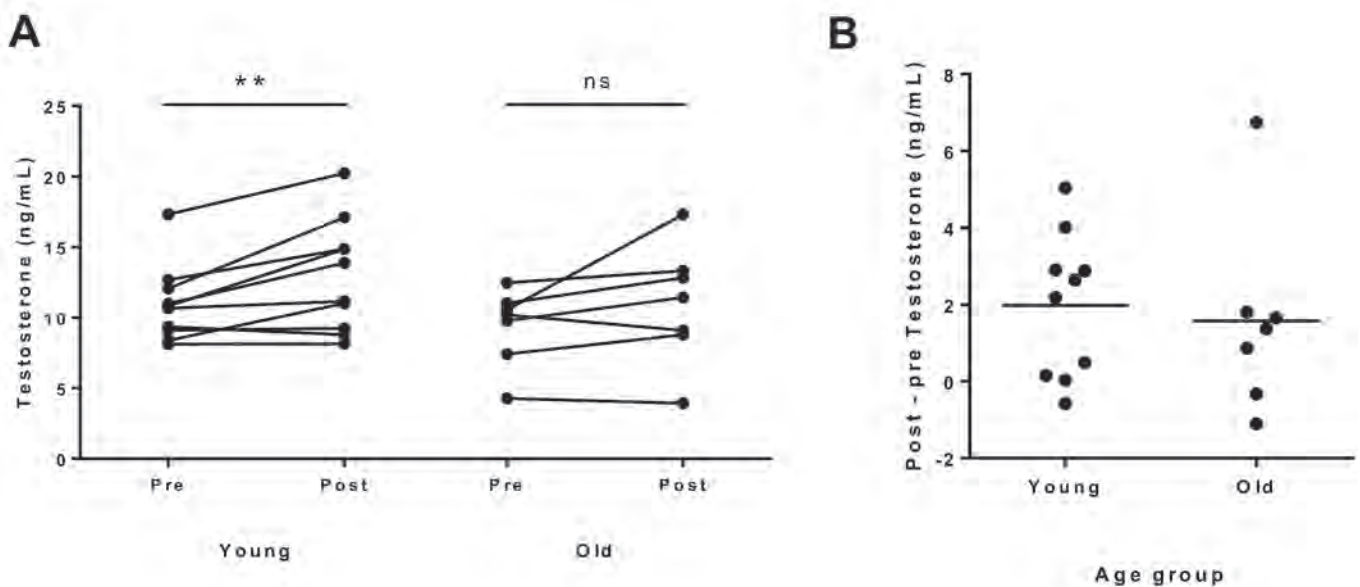 A
**
ns
Testosterone (ng/mL)
25
20
15
10
5
0
Pre
Post
Pre
Post
Young
Old
B
Post - pre Testosterone (ng/mL)
8
6
4
2
0
-2
Young
Old
Age group